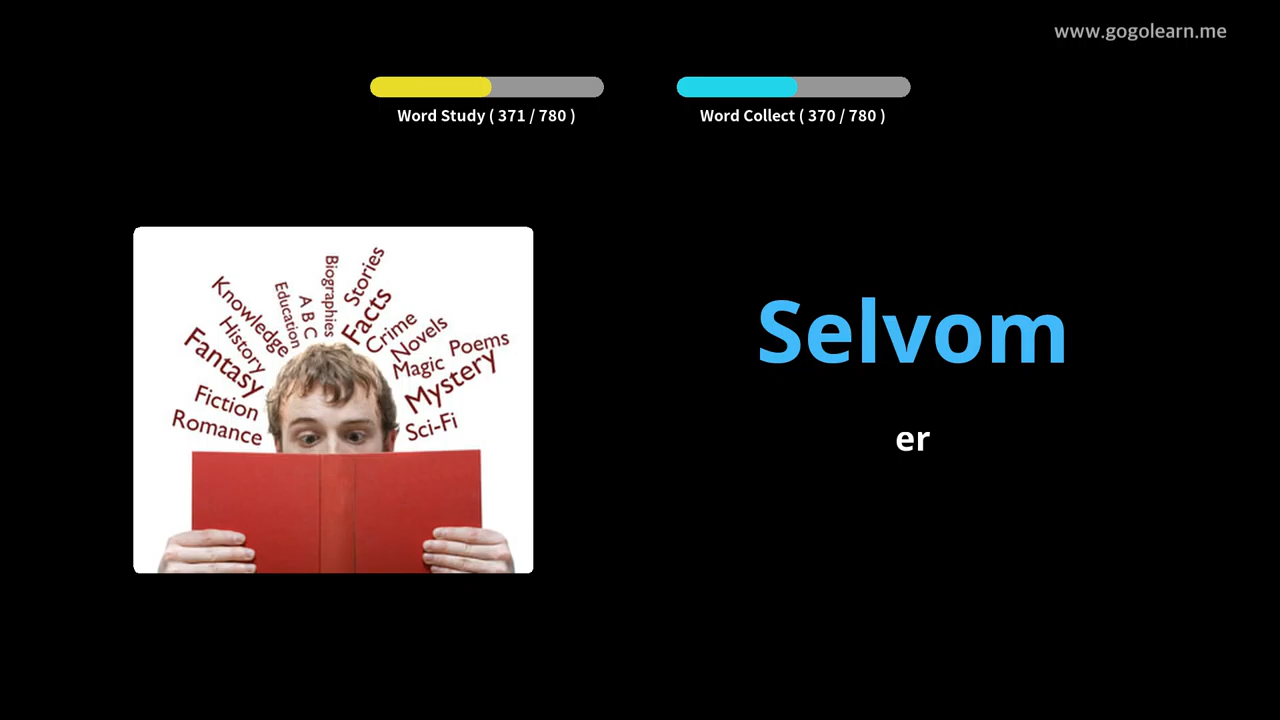 www.gogolearn.me
Word Study ( 371 / 780 )
Word Collect ( 370 / 780 )
Biographies
Stories
Knowledge
Education
A B C
Facts
History
Crime
Novels
Fantasy
Magic
Poems
Mystery
Fiction
Romance
Sci-Fi
Selvom
er